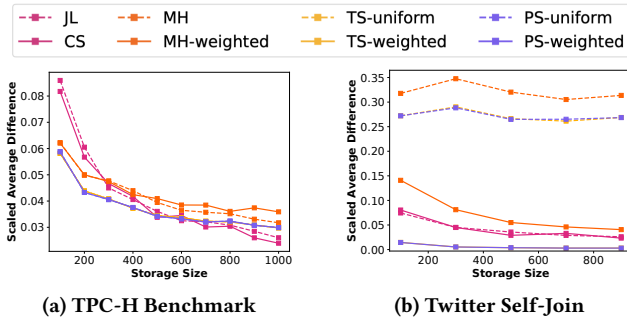 JL MH TS-uniform PS-uniform
CS MH-weighted TS-weighted PS-weighted
Scaled Average Difference
0.08
0.07
0.06
0.05
0.04
0.03
200 400 600 800 1000
Storage Size
(a) TPC-H Benchmark
Scaled Average Difference
0.35
0.30
0.25
0.20
0.15
0.10
0.05
0.00
200 400 600 800
Storage Size
(b) Twitter Self-Join